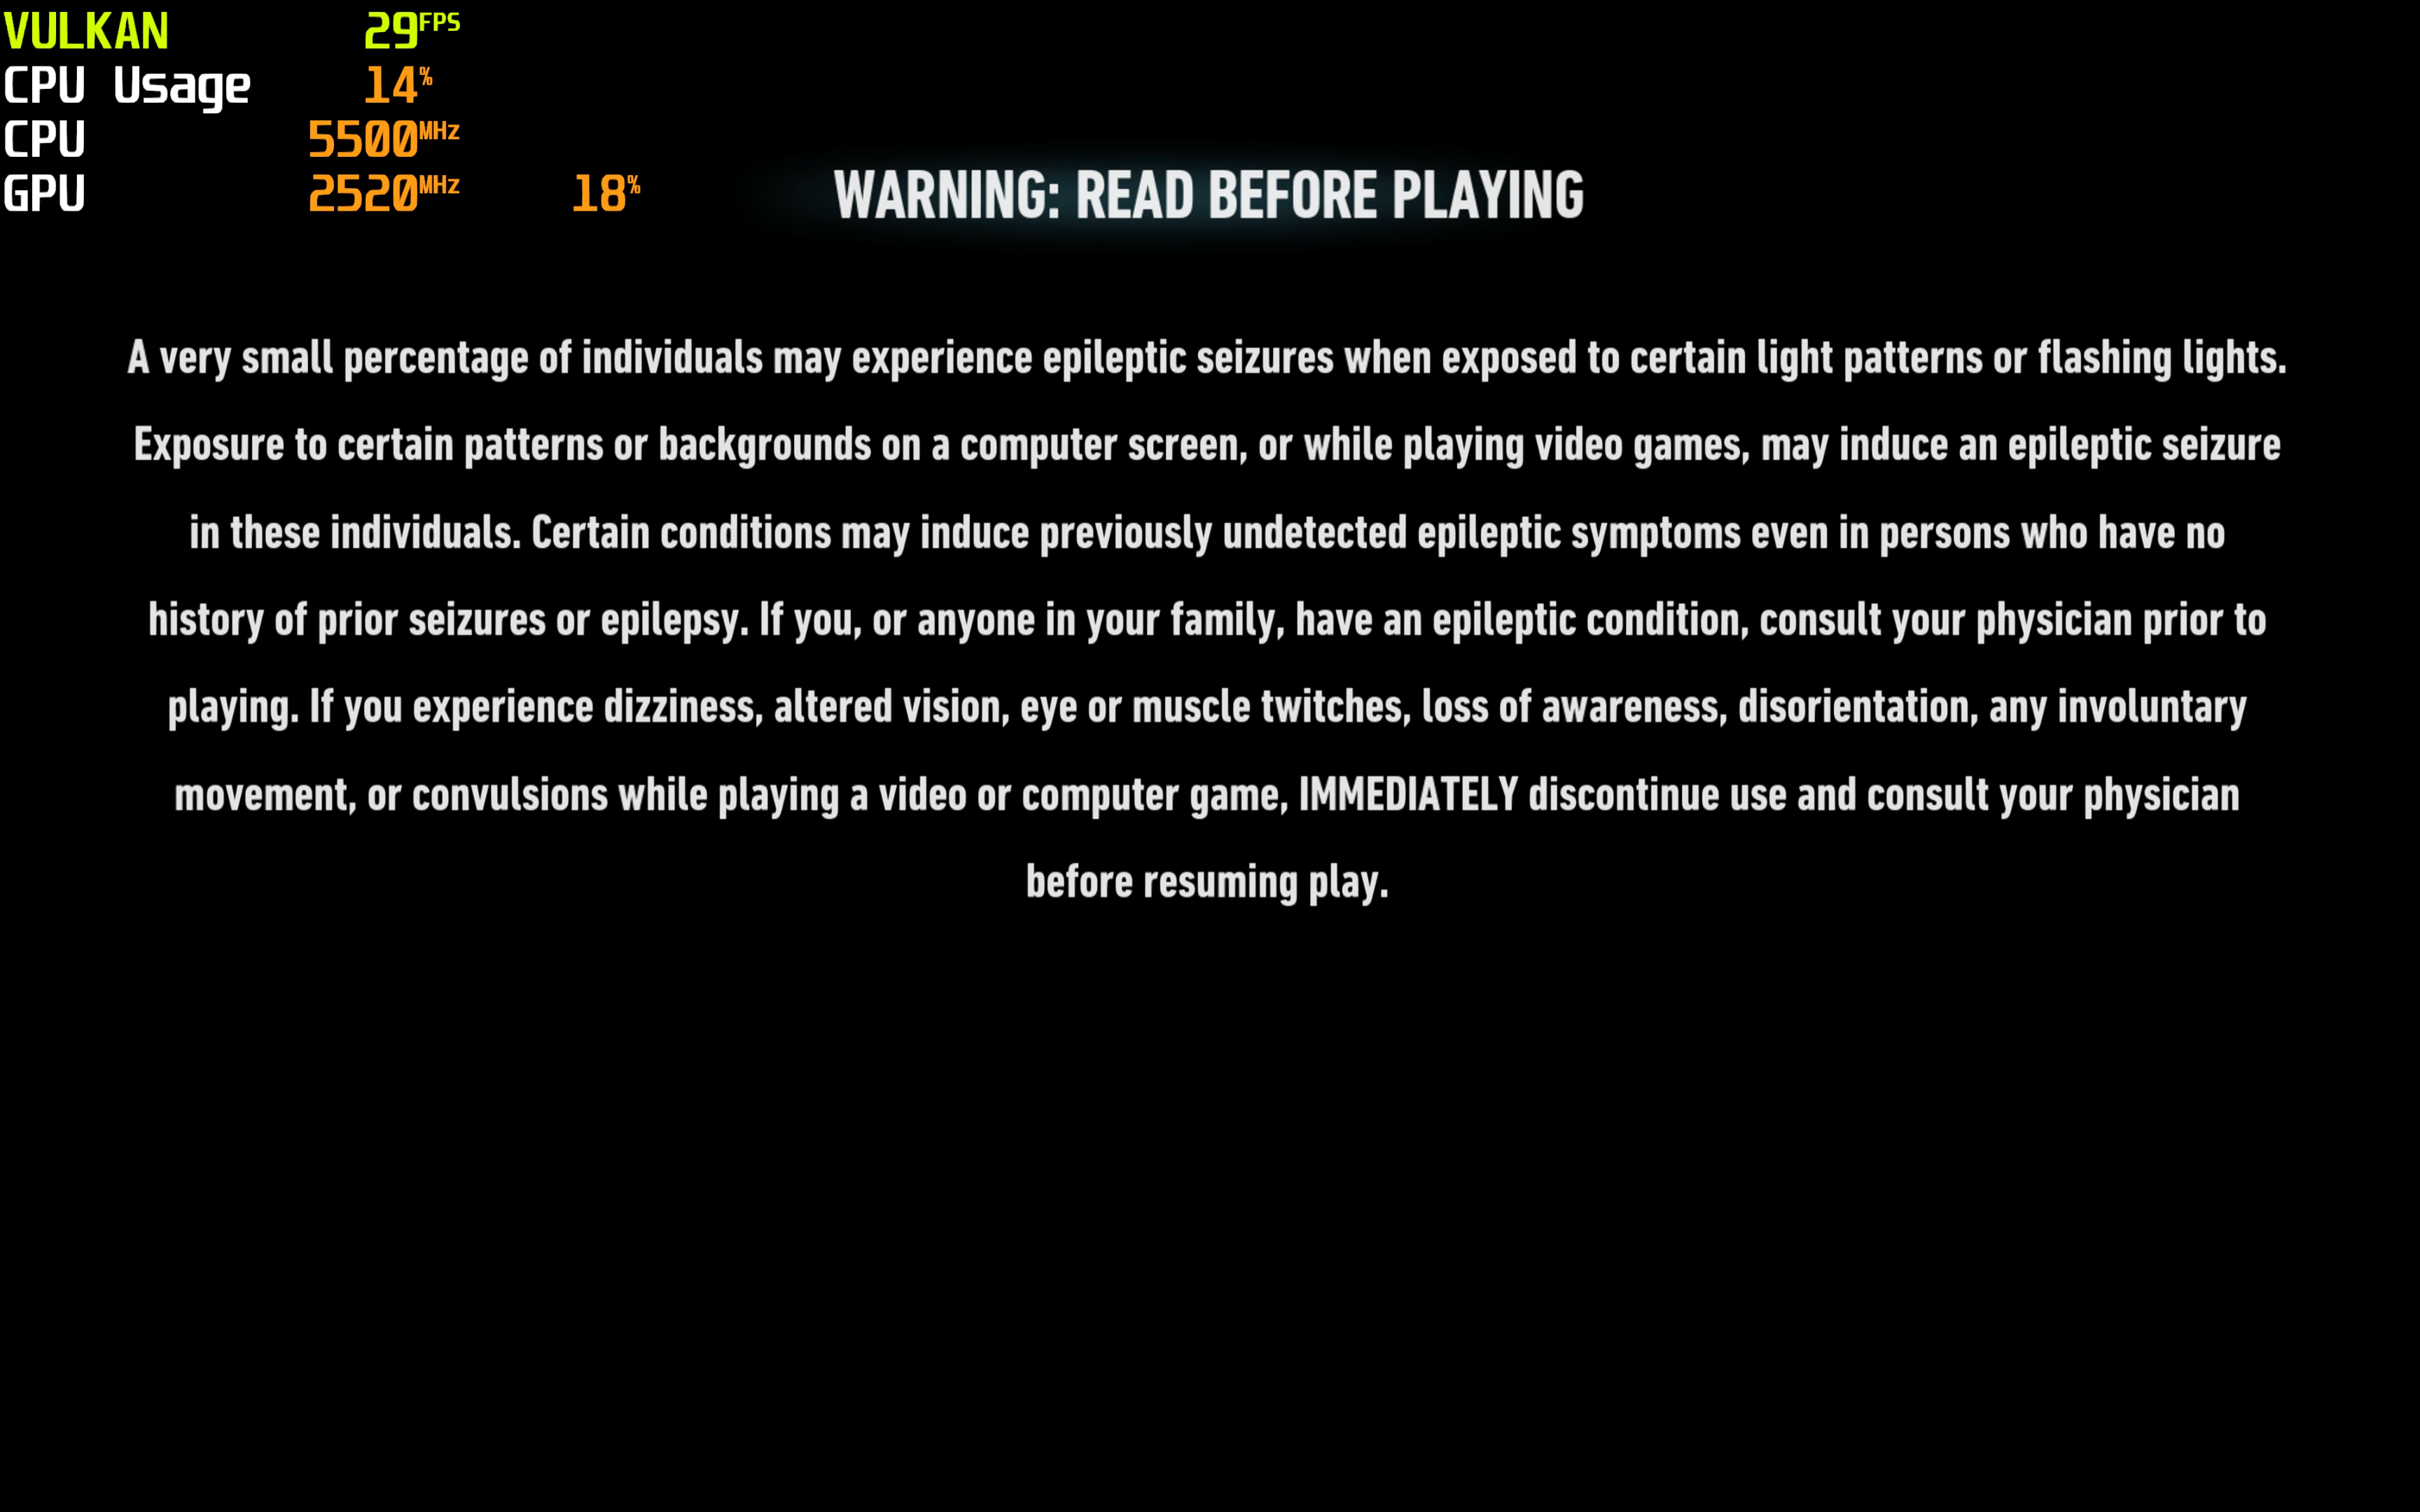 VULKAN 29FPS
CPU Usage 14%
CPU 5500MHz
GPU 2520MHz 18%
WARNING: READ BEFORE PLAYING
A very small percentage of individuals may experience epileptic seizures when exposed to certain light patterns or flashing lights.
Exposure to certain patterns or backgrounds on a computer screen, or while playing video games, may induce an epileptic seizure
in these individuals. Certain conditions may induce previously undetected epileptic symptoms even in persons who have no
history of prior seizures or epilepsy. If you, or anyone in your family, have an epileptic condition, consult your physician prior to
playing. If you experience dizziness, altered vision, eye or muscle twitches, loss of awareness, disorientation, any involuntary
movement, or convulsions while playing a video or computer game, IMMEDIATELY discontinue use and consult your physician
before resuming play.